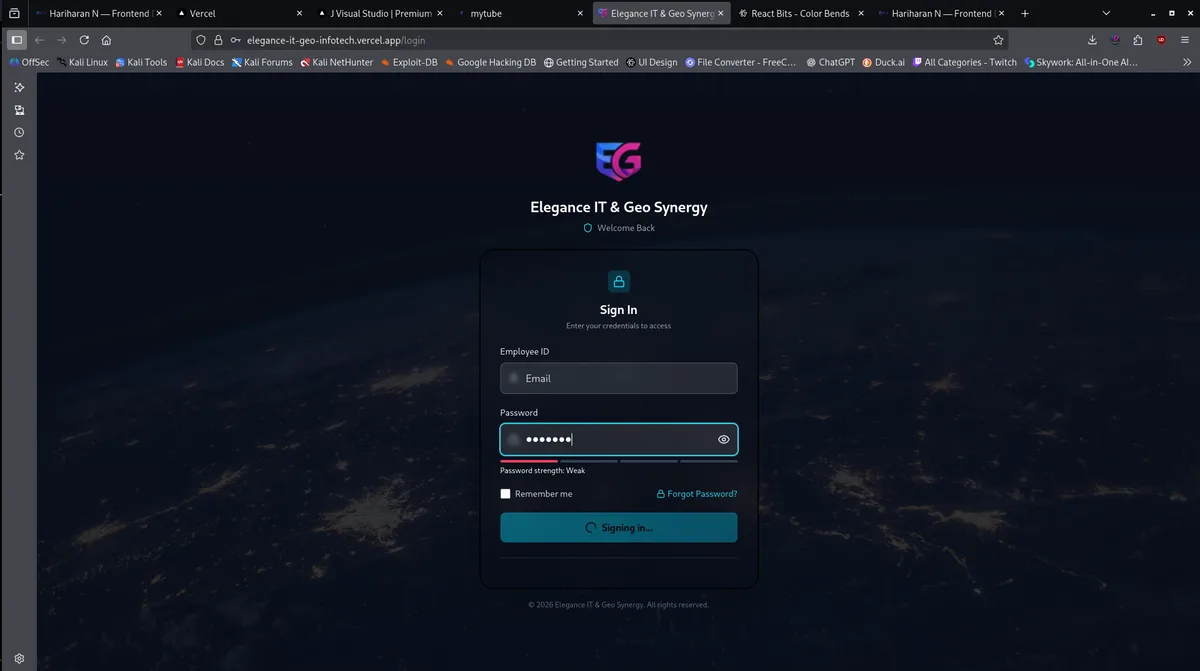 Hariharan N — Frontend
Vercel
J Visual Studio | Premium
mytube
Elegance IT & Geo Synerg
React Bits - Color Bends
Hariharan N — Frontend
elegance-it-geo-infotech.vercel.app/login
OffSec
Kali Linux
Kali Tools
Kali Docs
Kali Forums
Kali NetHunter
Exploit-DB
Google Hacking DB
Getting Started
UI Design
File Converter - FreeC...
ChatGPT
Duck.ai
All Categories - Twitch
Skywork: All-in-One AI...
EG
Elegance IT & Geo Synergy
Welcome Back
Sign In
Enter your credentials to access
Employee ID
Email
Password
•••••••
Password strength: Weak
Remember me
Forgot Password?
Signing in...
© 2026 Elegance IT & Geo Synergy. All rights reserved.